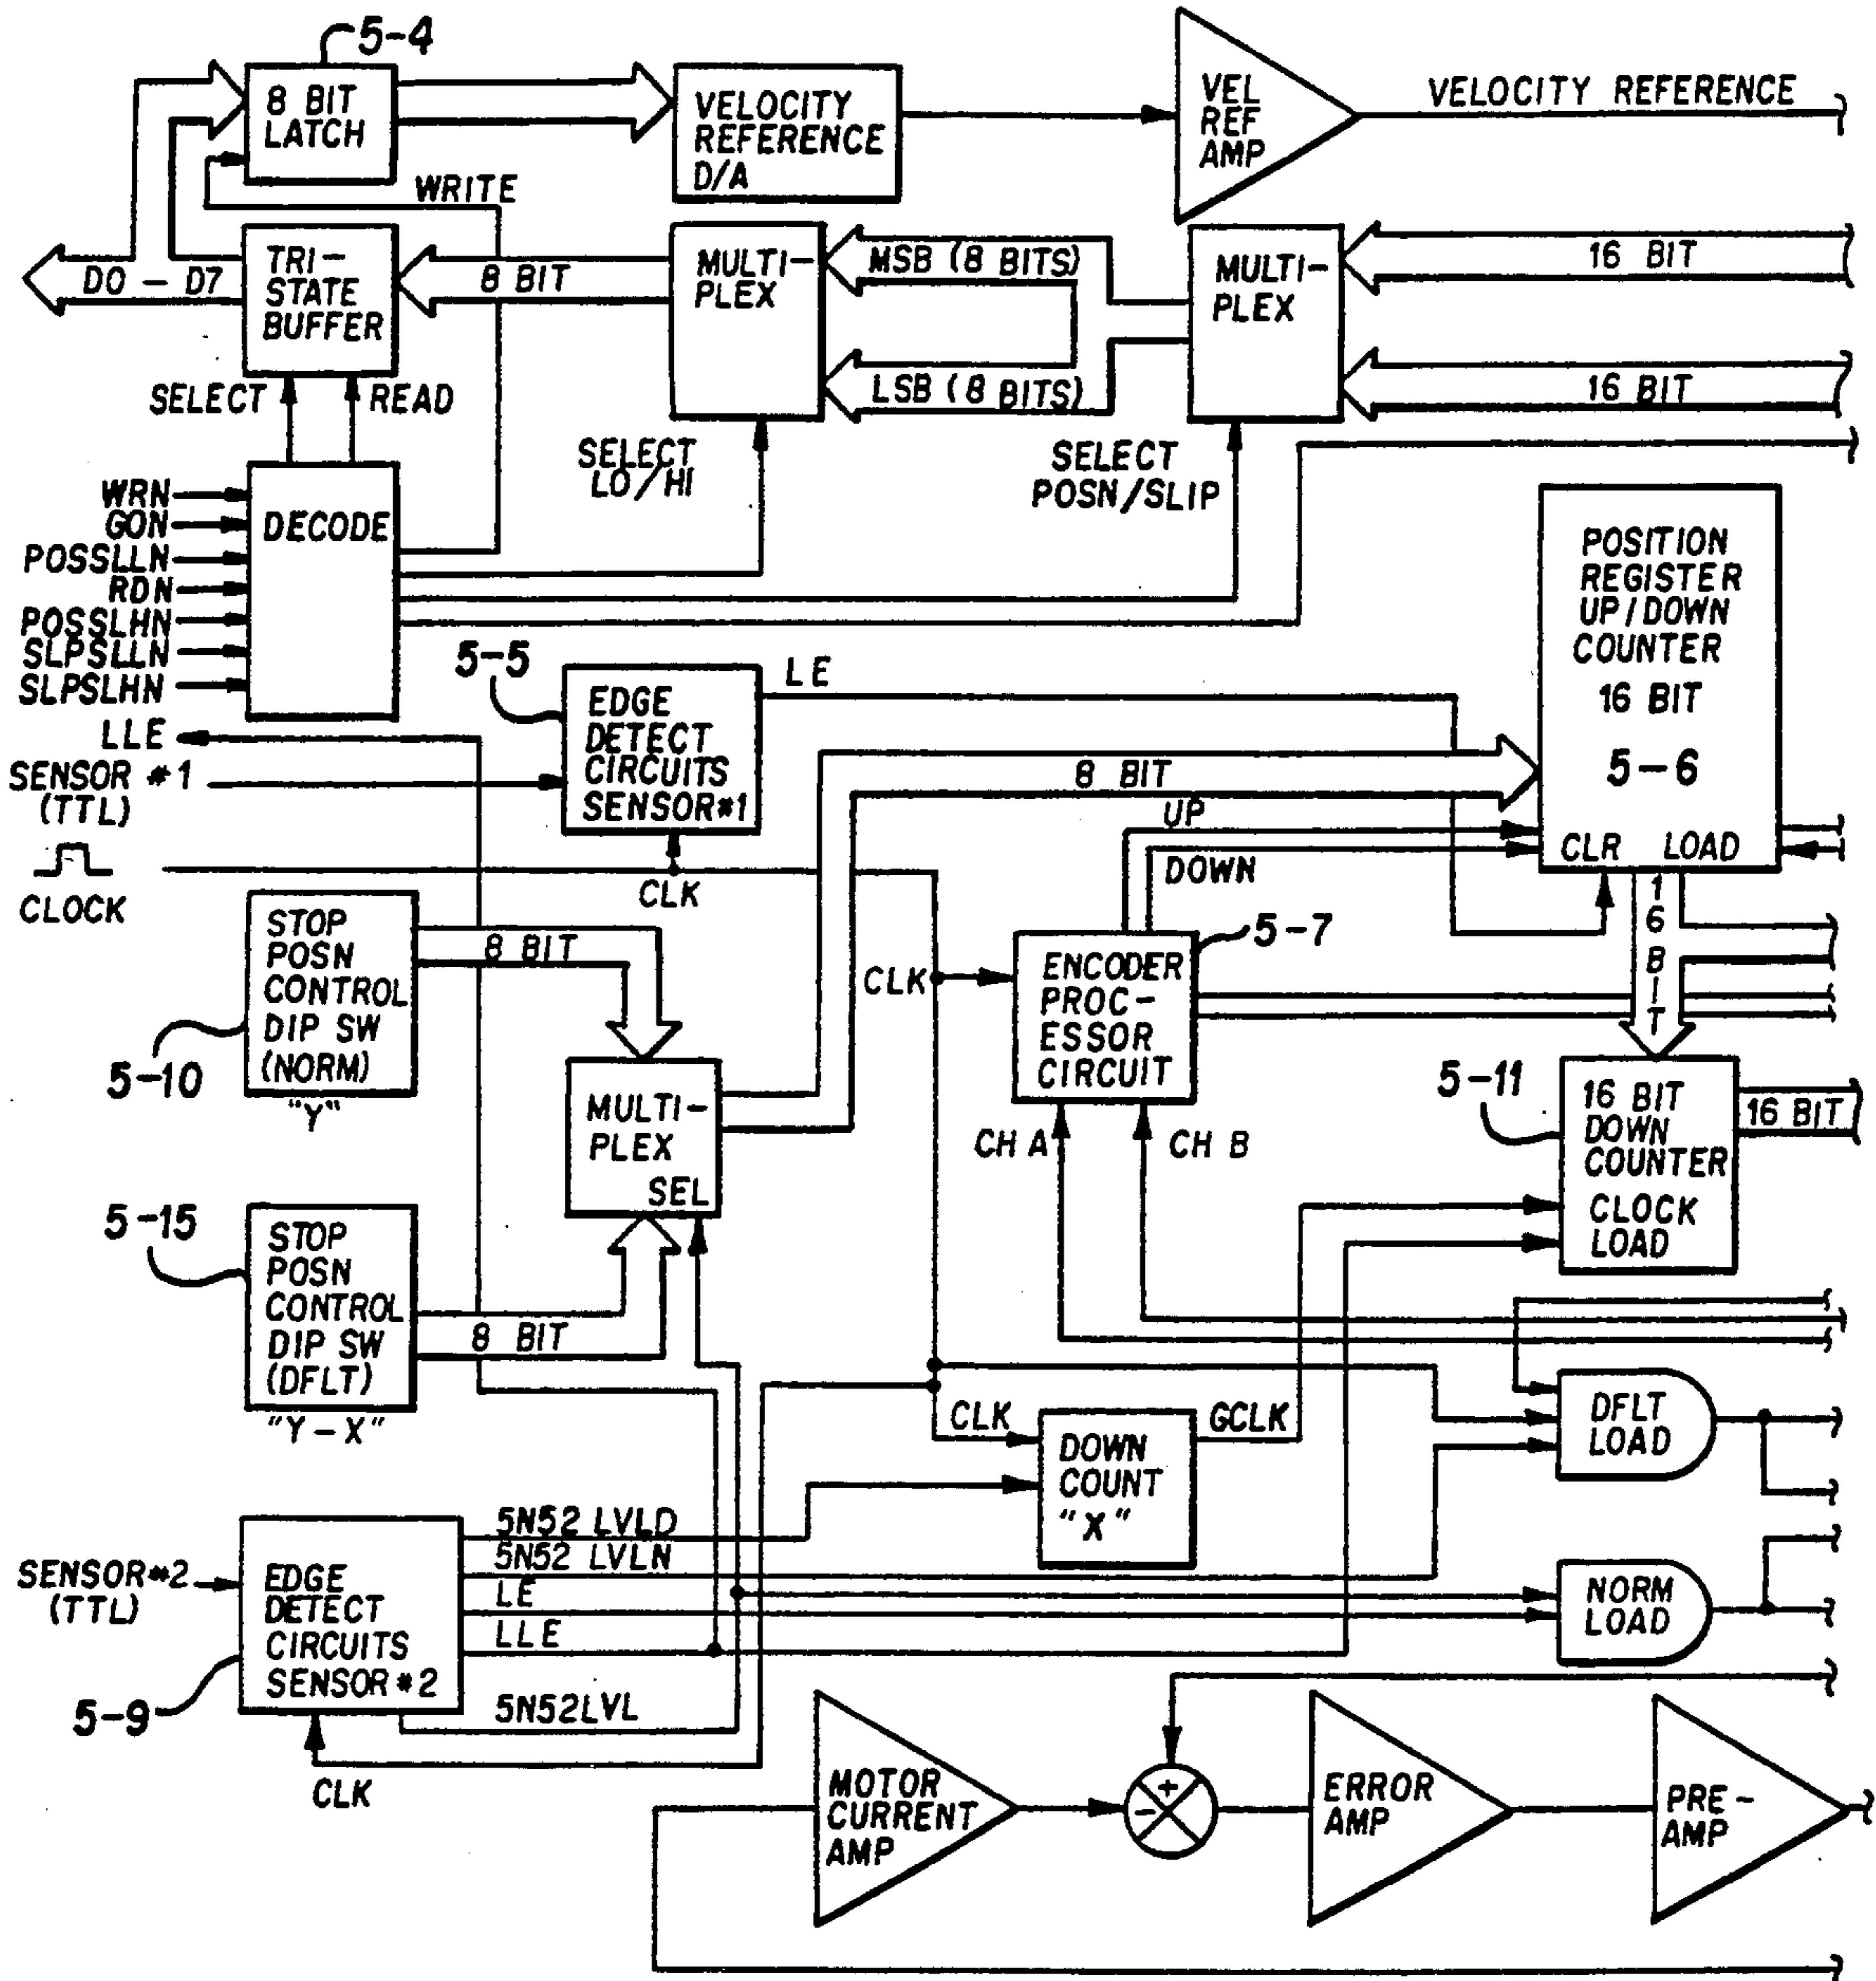 5-4
8 BIT
LATCH
VELOCITY
REFERENCE
D/A
VEL
REF
AMP
VELOCITY REFERENCE
WRITE
D0 - D7
TRI-
STATE
BUFFER
8 BIT
MULTI-
PLEX
MSB (8 BITS)
LSB (8 BITS)
MULTI-
PLEX
16 BIT
16 BIT
SELECT
READ
SELECT
LO/HI
SELECT
POSN/SLIP
WRN
GON
POSSLLN
RDN
POSSLHN
SLPSLLN
SLPSLHN
DECODE
POSITION
REGISTER
UP/DOWN
COUNTER
16 BIT
5-6
CLR LOAD
LLE
SENSOR #1
(TTL)
5-5
EDGE
DETECT
CIRCUITS
SENSOR#1
LE
8 BIT
UP
DOWN
CLOCK
CLK
16 BIT
STOP
POSN
CONTROL
DIP SW
(NORM)
"Y"
5-10
8 BIT
CLK
5-7
ENCODER
PROC-
ESSOR
CIRCUIT
MULTI-
PLEX
SEL
CH A
CH B
5-11
16 BIT
DOWN
COUNTER
CLOCK
LOAD
16 BIT
5-15
STOP
POSN
CONTROL
DIP SW
(DFLT)
"Y-X"
8 BIT
CLK
DOWN
COUNT
"X"
GCLK
DFLT
LOAD
SENSOR#2
(TTL)
EDGE
DETECT
CIRCUITS
SENSOR#2
5-9
5N52 LVLD
5N52 LVLN
LE
LLE
5N52LVL
CLK
NORM
LOAD
MOTOR
CURRENT
AMP
+
-
ERROR
AMP
PRE-
AMP